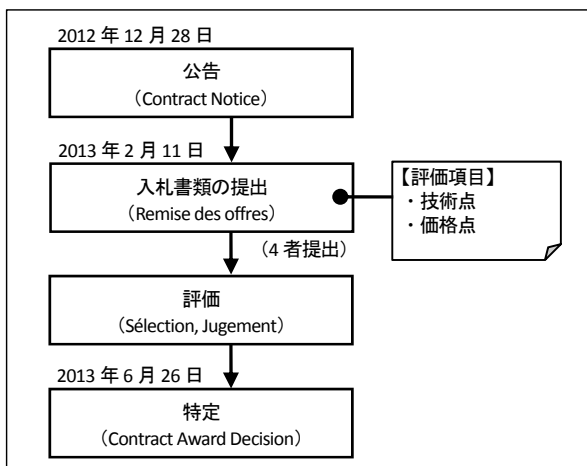 2012 年 12 月 28 日
公告
（Contract Notice）
2013 年 2 月 11 日
入札書類の提出
（Remise des offres）
【評価項目】
・技術点
・価格点
（4 者提出）
評価
（Sélection, Jugement）
2013 年 6 月 26 日
特定
（Contract Award Decision）